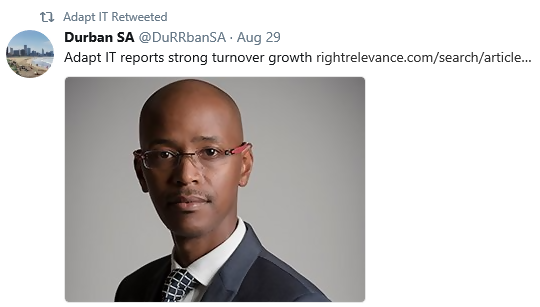 Adapt IT Retweeted
Durban SA @DuRRbanSA · Aug 29
Adapt IT reports strong turnover growth rightrelevance.com/search/article...